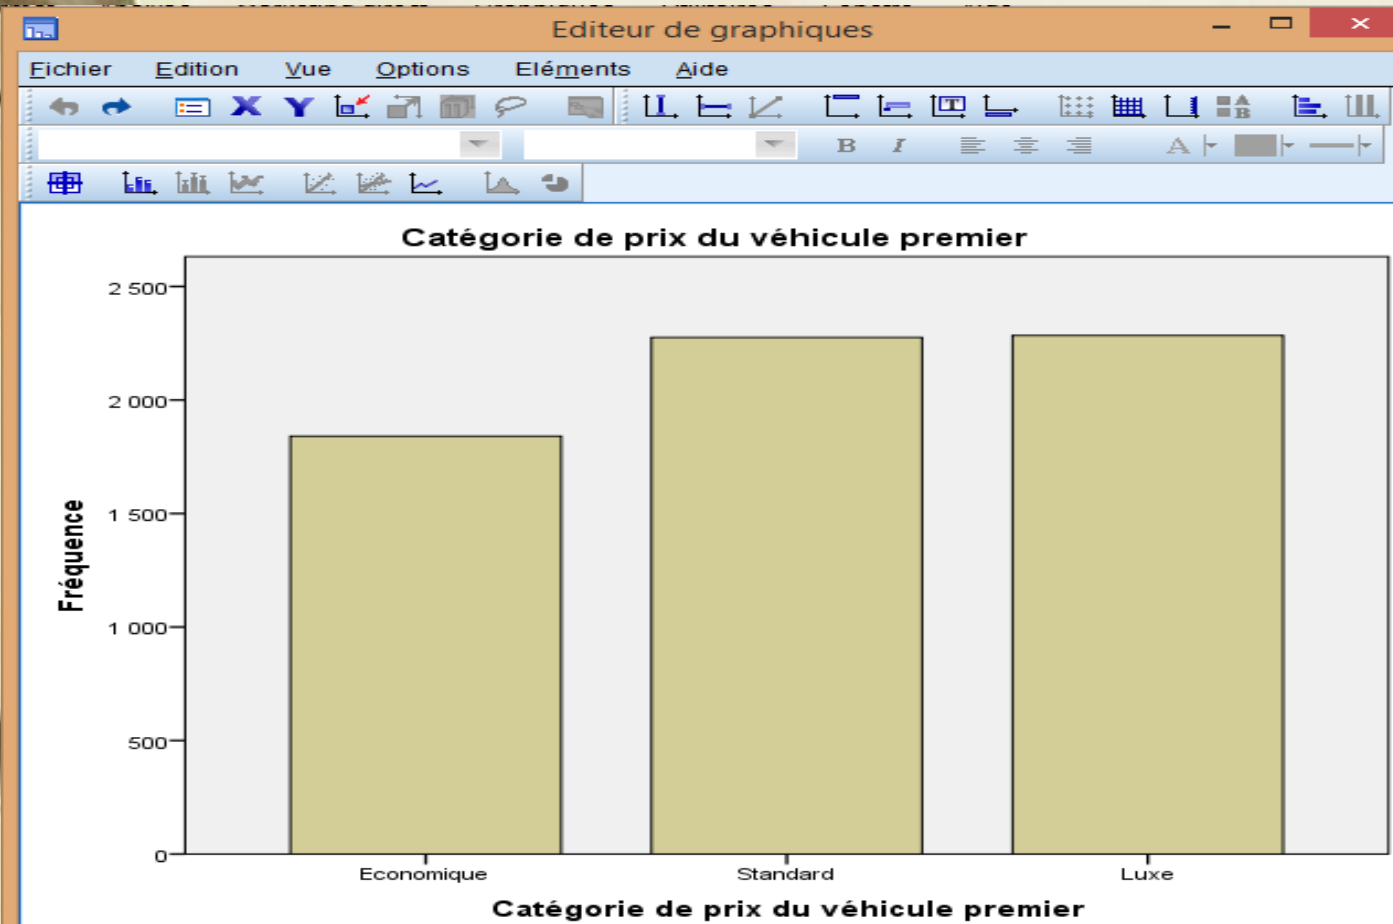 Editeur de graphiques
Fichier Edition Vue Options Eléments Aide
B I A
Catégorie de prix du véhicule premier
2 500
2 000
1 500
1 000
500
0
Fréquence
Economique Standard Luxe
Catégorie de prix du véhicule premier